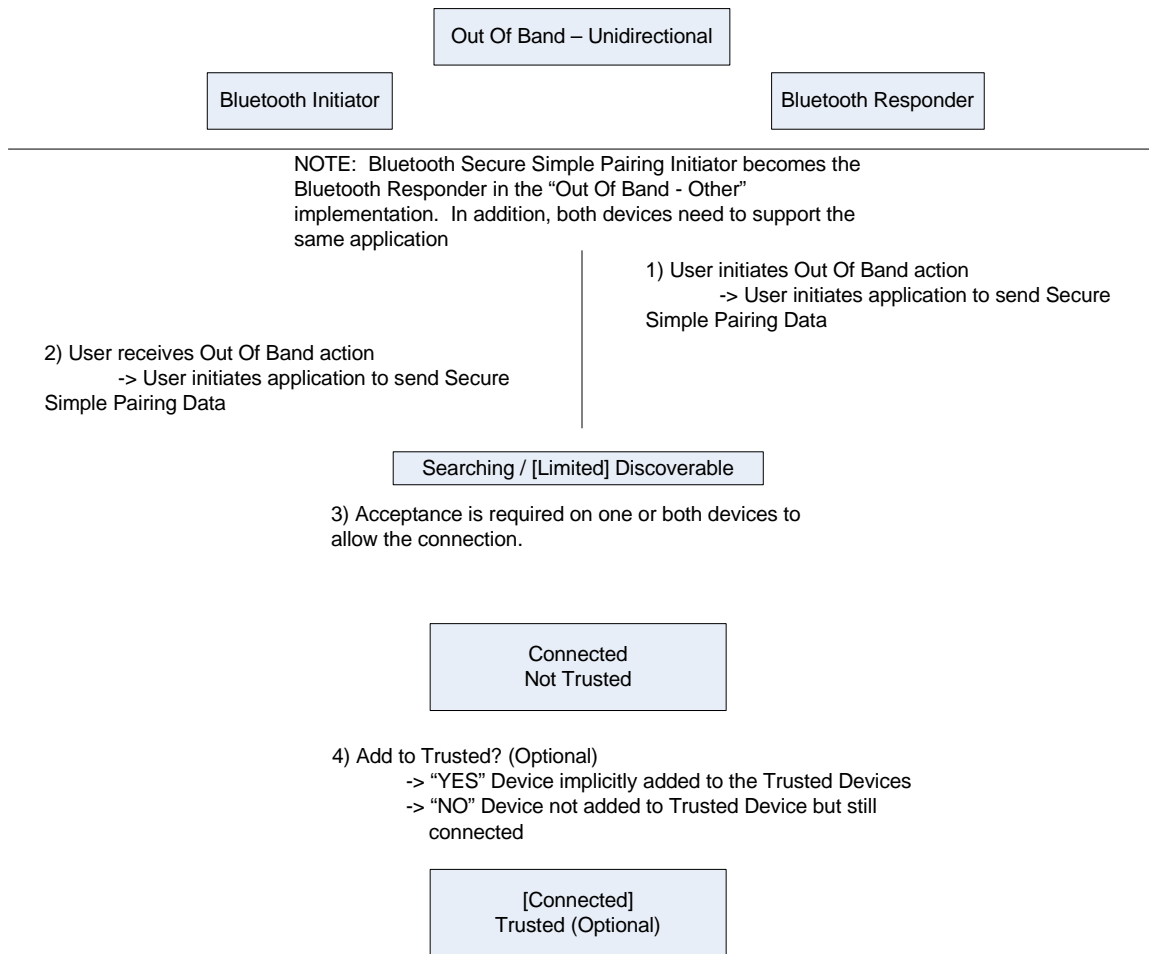 Out Of Band – Unidirectional
Bluetooth Initiator
Bluetooth Responder
NOTE:  Bluetooth Secure Simple Pairing Initiator becomes the
Bluetooth Responder in the “Out Of Band - Other”
implementation.  In addition, both devices need to support the
same application
1) User initiates Out Of Band action
-> User initiates application to send Secure
Simple Pairing Data
2) User receives Out Of Band action
-> User initiates application to send Secure
Simple Pairing Data
Searching / [Limited] Discoverable
3) Acceptance is required on one or both devices to
allow the connection.
Connected
Not Trusted
4) Add to Trusted? (Optional)
-> “YES” Device implicitly added to the Trusted Devices
-> “NO” Device not added to Trusted Device but still
connected
[Connected]
Trusted (Optional)